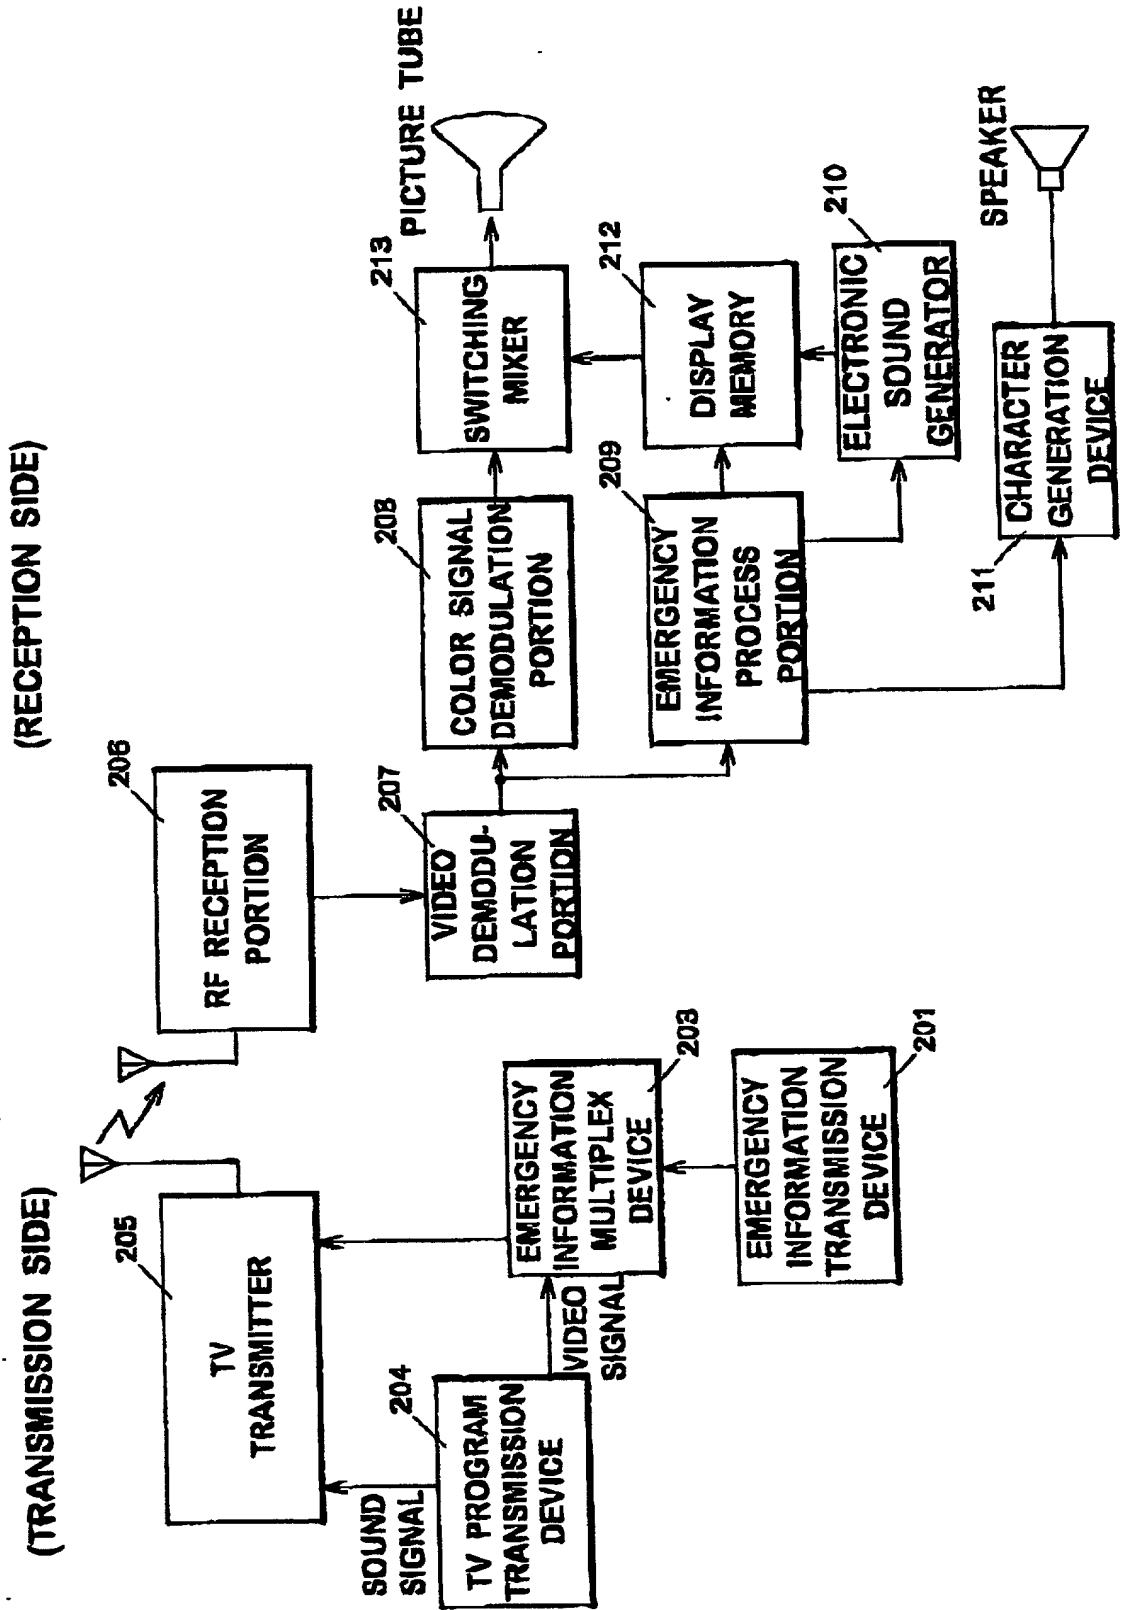 (TRANSMISSION SIDE)
(RECEPTION SIDE)
205
TV
TRANSMITTER
206
RF RECEPTION
PORTION
SOUND
SIGNAL
204
TV PROGRAM
TRANSMISSION
DEVICE
VIDEO
SIGNAL
EMERGENCY
INFORMATION
MULTIPLEX
DEVICE
203
EMERGENCY
INFORMATION
TRANSMISSION
DEVICE
201
207
VIDEO
DEMODU-
LATION
PORTION
208
COLOR SIGNAL
DEMODULATION
PORTION
213
SWITCHING
MIXER
PICTURE TUBE
209
EMERGENCY
INFORMATION
PROCESS
PORTION
212
DISPLAY
MEMORY
210
ELECTRONIC
SOUND
GENERATOR
211
CHARACTER
GENERATION
DEVICE
SPEAKER